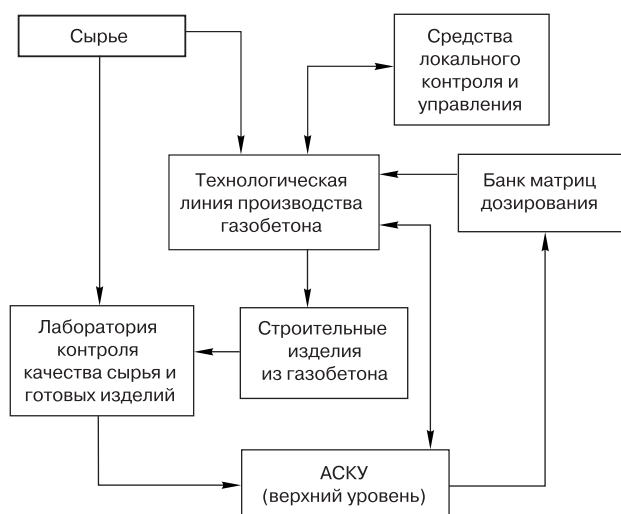 Сырье
Средства
локального
контроля и
управления
Технологическая
линия производства
газобетона
Банк матриц
дозирования
Лаборатория
контроля
качества сырья и
готовых изделий
Строительные
изделия
из газобетона
АСКУ
(верхний уровень)